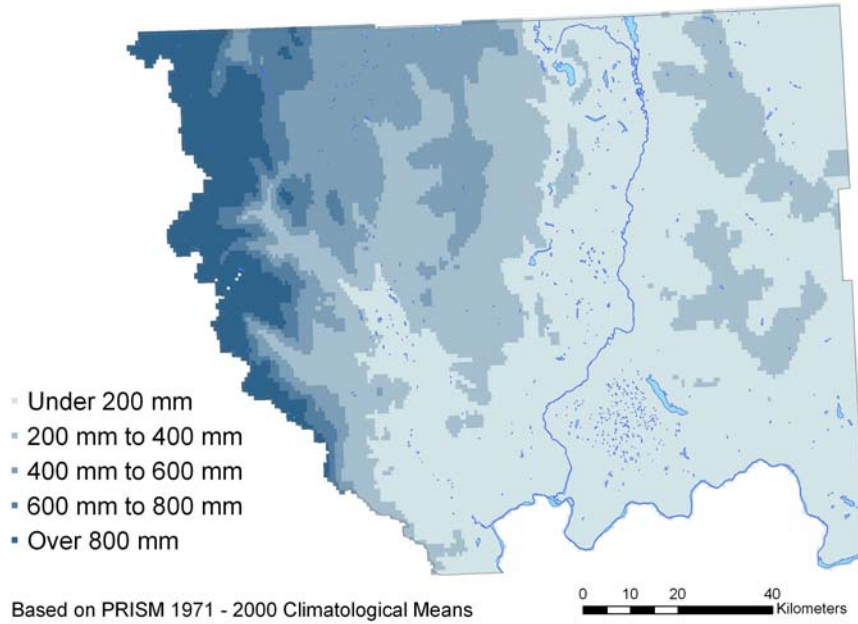 Under 200 mm
200 mm to 400 mm
400 mm to 600 mm
600 mm to 800 mm
Over 800 mm
Based on PRISM 1971 - 2000 Climatological Means
0 10 20 40
Kilometers